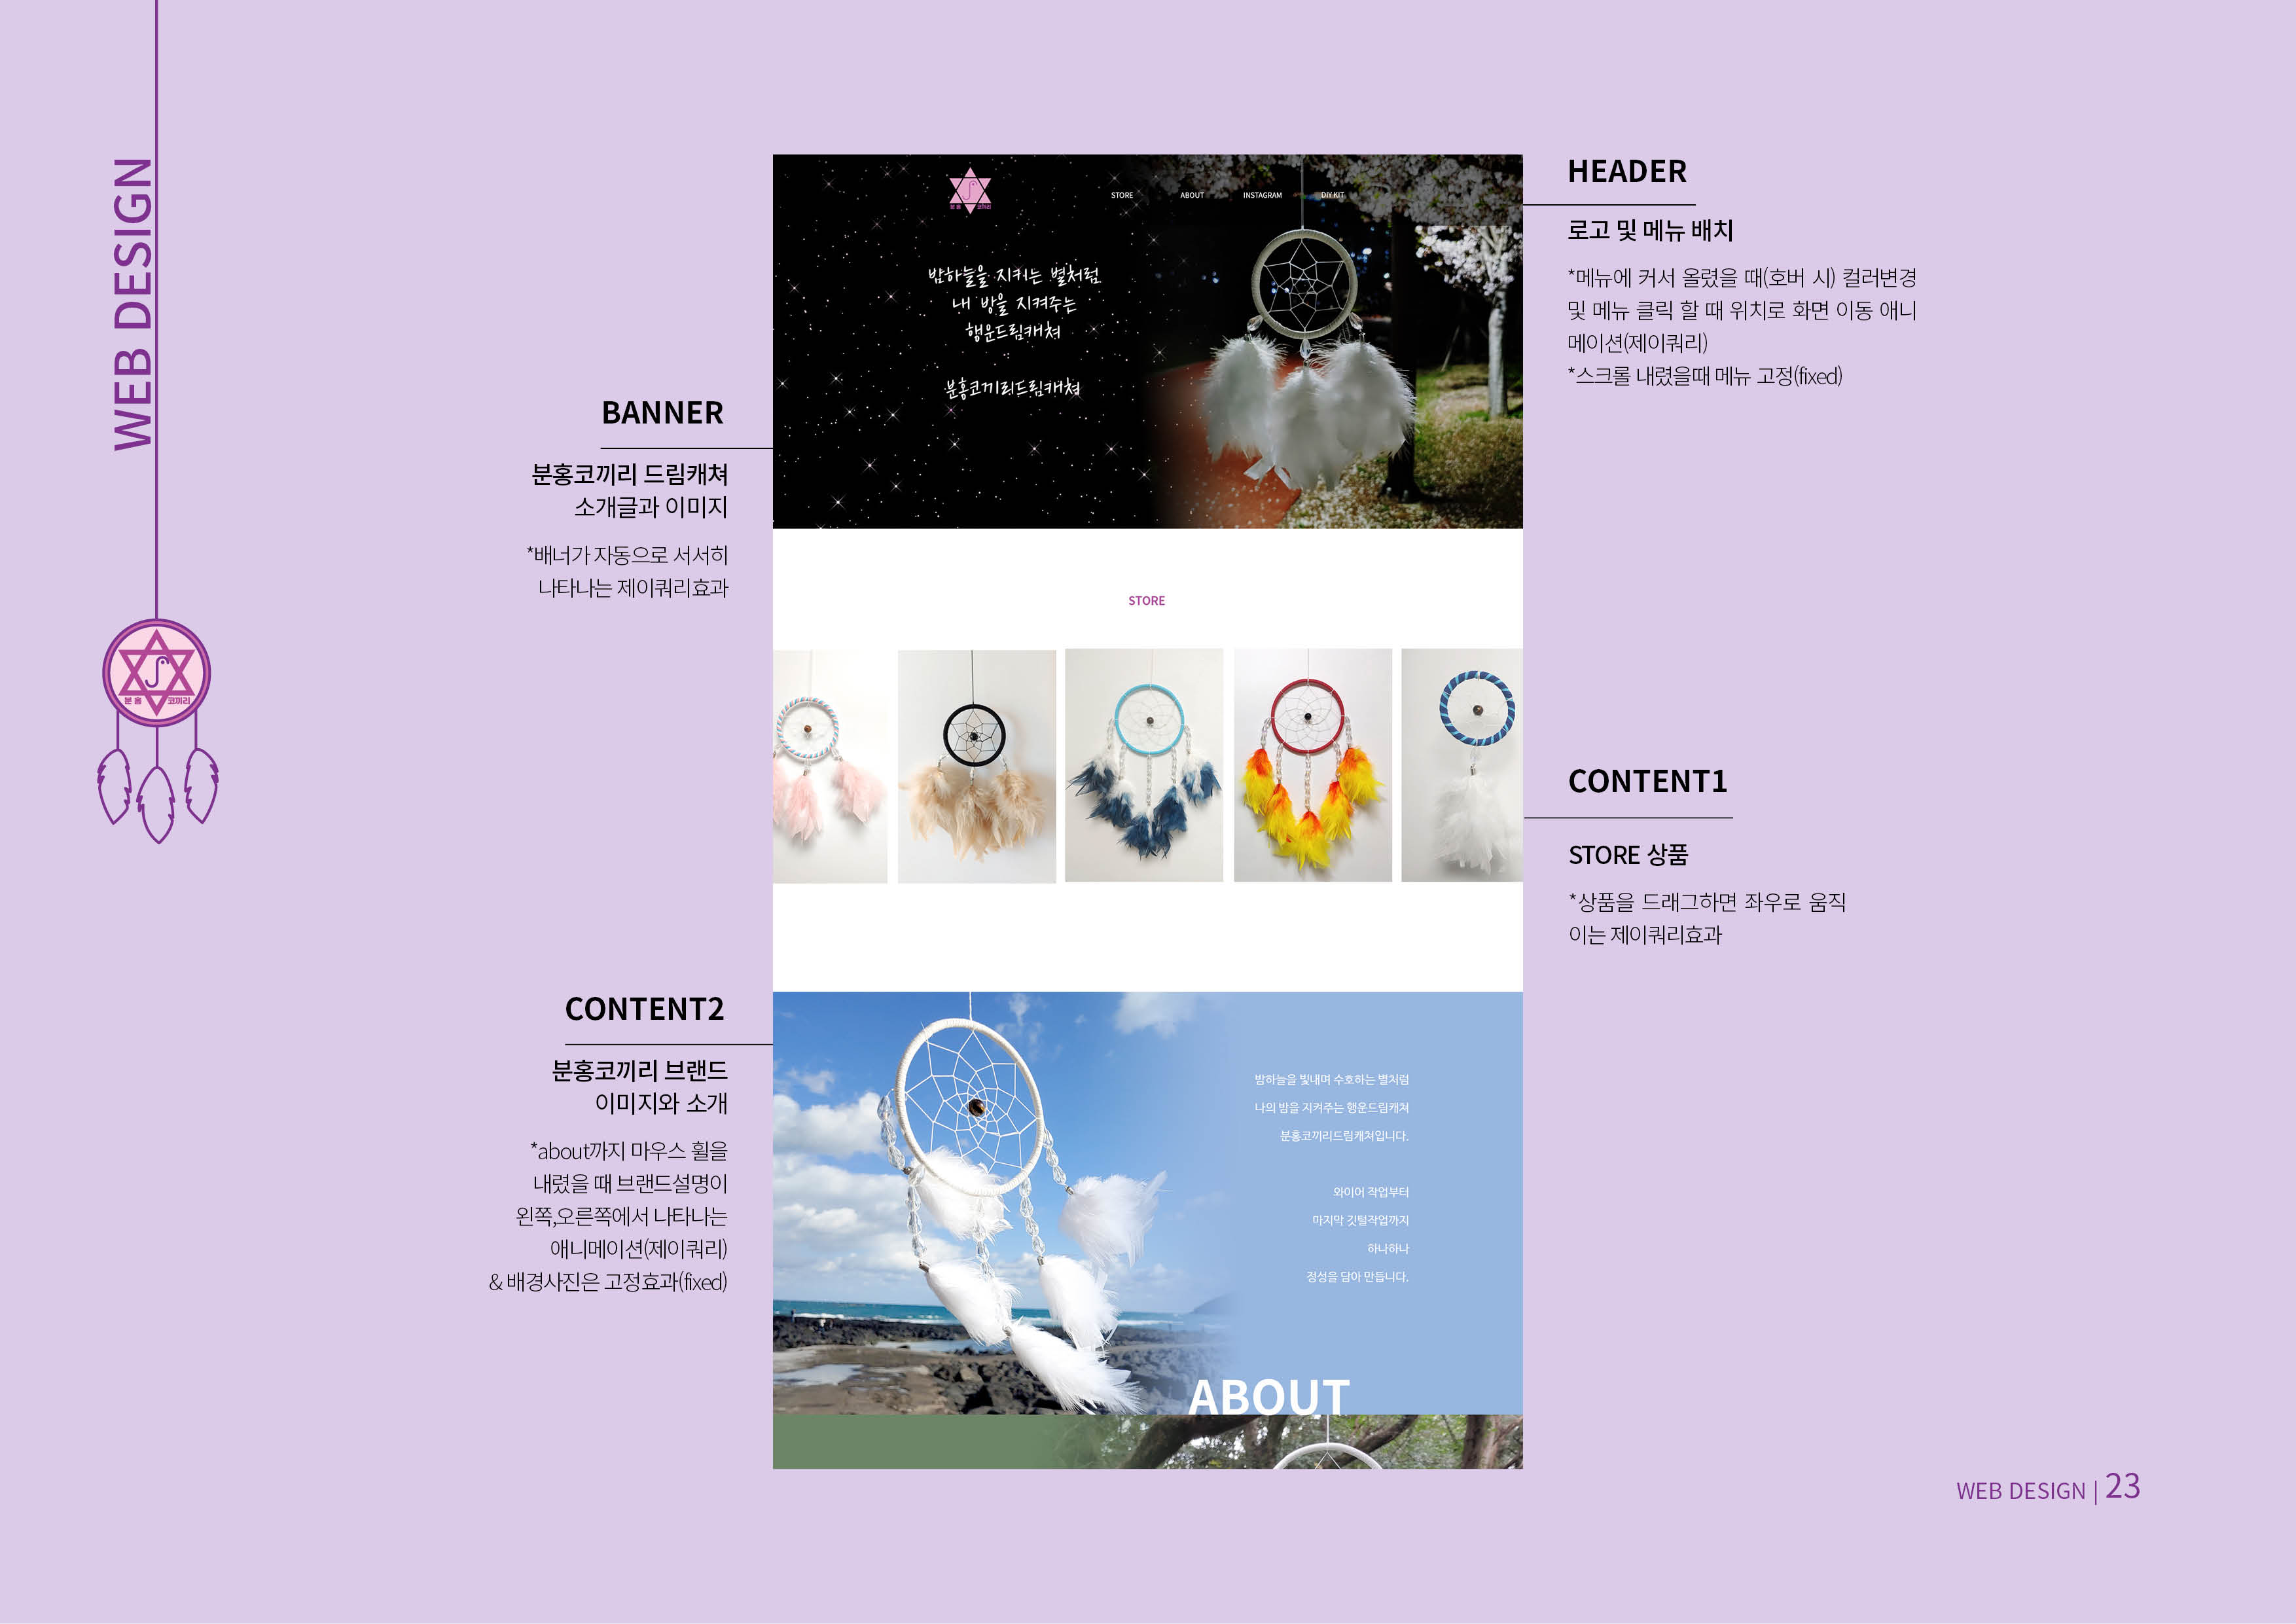 WEB DESIGN
분홍 코끼리
HEADER
로고 및 메뉴 배치
*메뉴에 커서 올렸을 때(호버 시) 컬러변경
및 메뉴 클릭 할 때 위치로 화면 이동 애니
메이션(제이쿼리)
*스크롤 내렸을때 메뉴 고정(fixed)
분홍 코끼리
STORE ABOUT INSTAGRAM DIY KIT
밤하늘을 지키는 별처럼
내 방을 지켜주는
행운드림캐쳐
분홍코끼리드림캐쳐
BANNER
분홍코끼리 드림캐쳐
소개글과 이미지
*배너가 자동으로 서서히
나타나는 제이쿼리효과
STORE
CONTENT1
STORE 상품
*상품을 드래그하면 좌우로 움직
이는 제이쿼리효과
CONTENT2
분홍코끼리 브랜드
이미지와 소개
*about까지 마우스 휠을
내렸을 때 브랜드설명이
왼쪽,오른쪽에서 나타나는
애니메이션(제이쿼리)
& 배경사진은 고정효과(fixed)
밤하늘을 빛내며 수호하는 별처럼
나의 밤을 지켜주는 행운드림캐쳐
분홍코끼리드림캐쳐입니다.
와이어 작업부터
마지막 깃털작업까지
하나하나
정성을 담아 만듭니다.
ABOUT
WEB DESIGN | 23